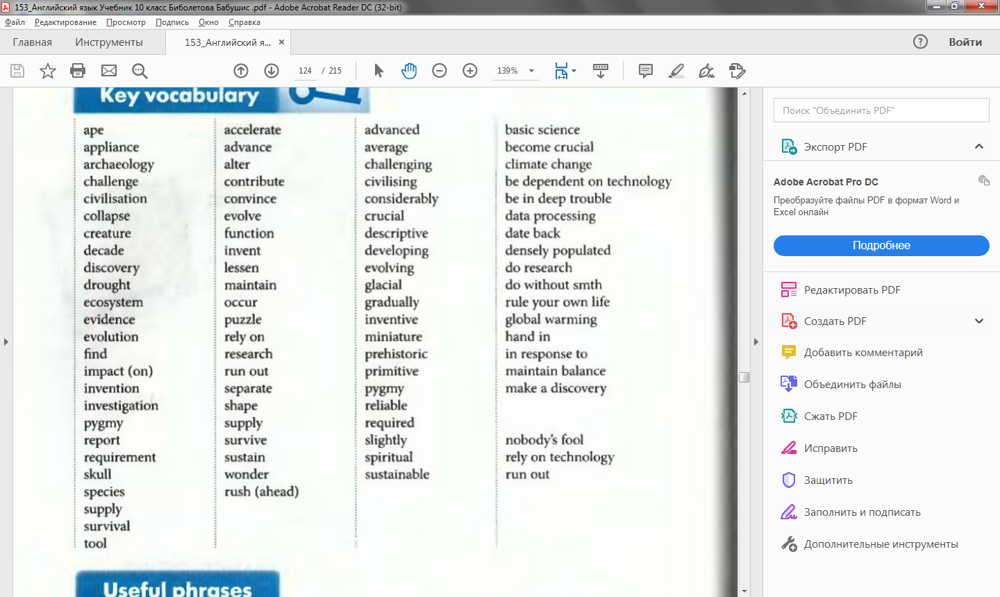 153_Английский язык Учебник 10 класс Биболетова Бабушис .pdf - Adobe Acrobat Reader DC (32-bit)
Файл Редактирование Просмотр Подпись Окно Справка
Главная Инструменты 153_Английский я... ×
Войти
124 / 215 139%
Key vocabulary
ape
appliance
archaeology
challenge
civilisation
collapse
creature
decade
discovery
drought
ecosystem
evidence
evolution
find
impact (on)
invention
investigation
pygmy
report
requirement
skull
species
supply
survival
tool
accelerate
advance
alter
contribute
convince
evolve
function
invent
lessen
maintain
occur
puzzle
rely on
research
run out
separate
shape
supply
survive
sustain
wonder
rush (ahead)
advanced
average
challenging
civilising
considerably
crucial
descriptive
developing
evolving
glacial
gradually
inventive
miniature
prehistoric
primitive
pygmy
reliable
required
slightly
spiritual
sustainable
basic science
become crucial
climate change
be dependent on technology
be in deep trouble
data processing
date back
densely populated
do research
do without smth
rule your own life
global warming
hand in
in response to
maintain balance
make a discovery
nobody's fool
rely on technology
run out
Useful phrases
Поиск "Объединить PDF"
Экспорт PDF
Adobe Acrobat Pro DC
Преобразуйте файлы PDF в формат Word и
Excel онлайн
Подробнее
Редактировать PDF
Создать PDF
Добавить комментарий
Объединить файлы
Сжать PDF
Исправить
Защитить
Заполнить и подписать
Дополнительные инструменты